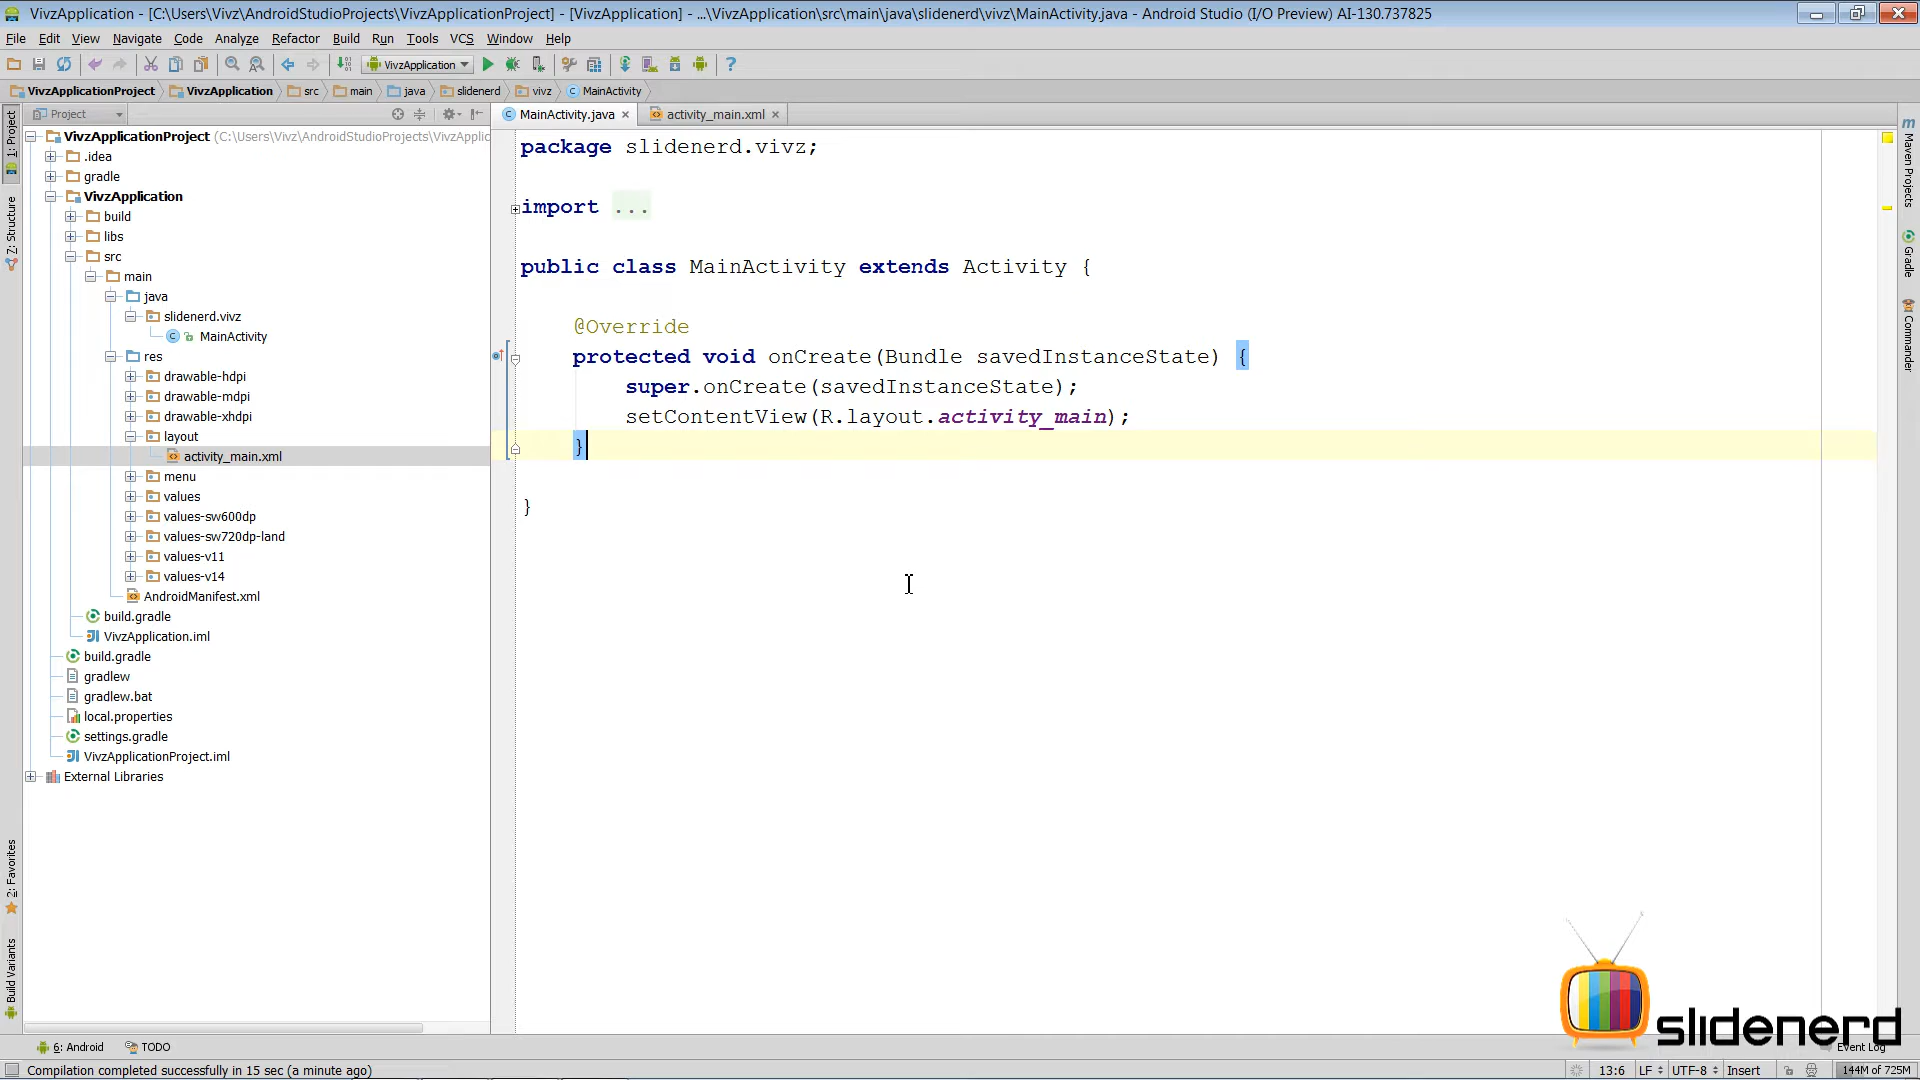 VivzApplication - [C:\Users\Vivz\AndroidStudioProjects\VivzApplicationProject] - [VivzApplication] - ...\VivzApplication\src\main\java\slidenerd\vivz\MainActivity.java - Android Studio (I/O Preview) AI-130.737825
File Edit View Navigate Code Analyze Refactor Build Run Tools VCS Window Help
VivzApplication
VivzApplicationProject VivzApplication src main java slidenerd vivz MainActivity
Project
MainActivity.java activity_main.xml
1: Project
Z: Structure
2: Favorites
Build Variants
VivzApplicationProject (C:\Users\Vivz\AndroidStudioProjects\VivzApplic
.idea
gradle
VivzApplication
build
libs
src
main
java
slidenerd.vivz
MainActivity
res
drawable-hdpi
drawable-mdpi
drawable-xhdpi
layout
activity_main.xml
menu
values
values-sw600dp
values-sw720dp-land
values-v11
values-v14
AndroidManifest.xml
build.gradle
VivzApplication.iml
build.gradle
gradlew
gradlew.bat
local.properties
settings.gradle
VivzApplicationProject.iml
External Libraries
package slidenerd.vivz;
import ...
public class MainActivity extends Activity {
@Override
protected void onCreate(Bundle savedInstanceState) {
super.onCreate(savedInstanceState);
setContentView(R.layout.activity_main);
}
}
m Maven Projects
Gradle
Commander
slidenerd
6: Android TODO Event Log
Compilation completed successfully in 15 sec (a minute ago) 13:6 LF UTF-8 Insert 144M of 725M